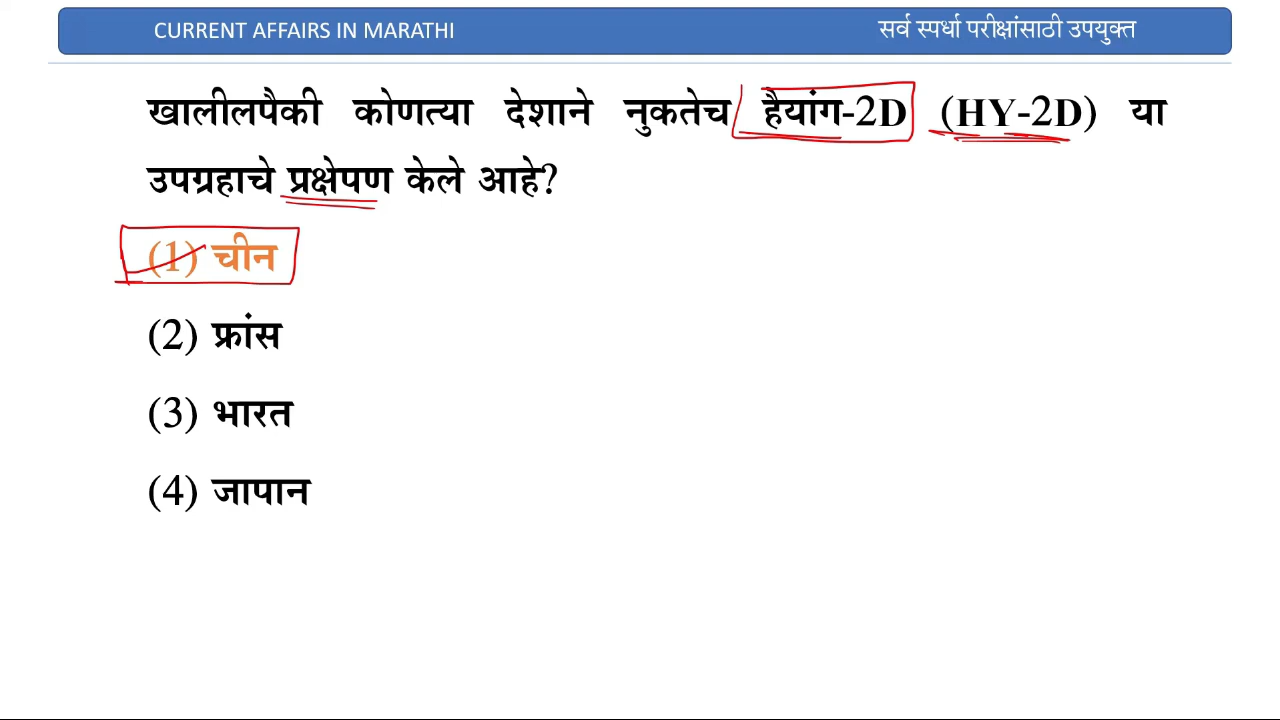 CURRENT AFFAIRS IN MARATHI
सर्व स्पर्धा परीक्षांसाठी उपयुक्त
खालीलपैकी कोणत्या देशाने नुकतेच हैयांग-2D (HY-2D) या
उपग्रहाचे प्रक्षेपण केले आहे?
(1) चीन
(2) फ्रांस
(3) भारत
(4) जापान